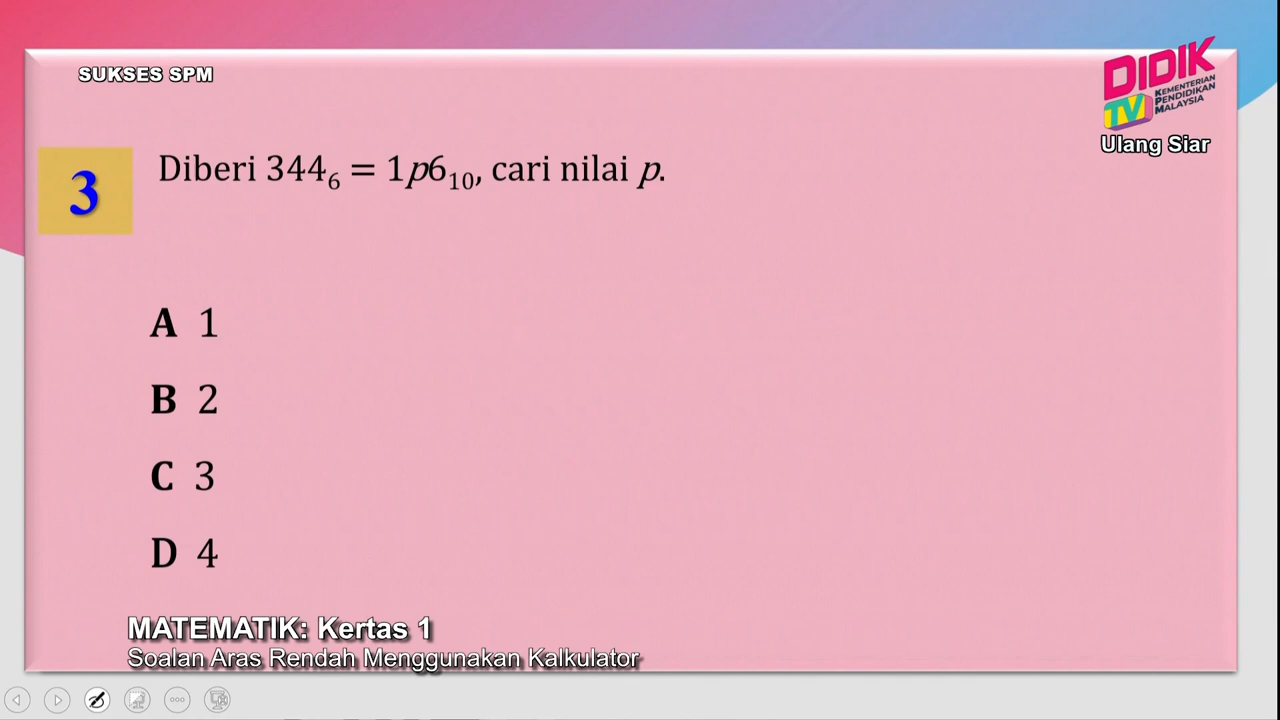 SUKSES SPM
DIDIK
TV KEMENTERIAN PENDIDIKAN MALAYSIA
Ulang Siar
3 Diberi 344₆ = 1p6₁₀, cari nilai p.
A 1
B 2
C 3
D 4
MATEMATIK: Kertas 1
Soalan Aras Rendah Menggunakan Kalkulator